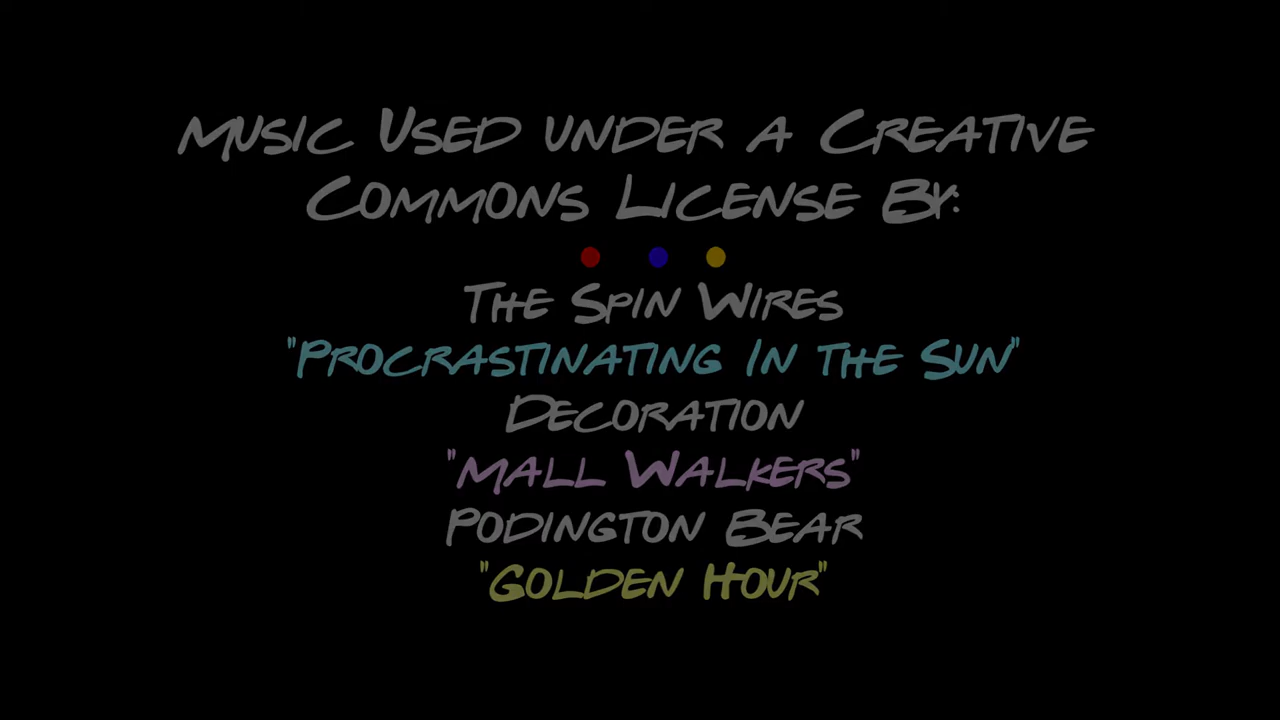 Music Used under a Creative
Commons License By:
The Spin Wires
"Procrastinating In the Sun"
Decoration
"Mall Walkers"
Podington Bear
"Golden Hour"